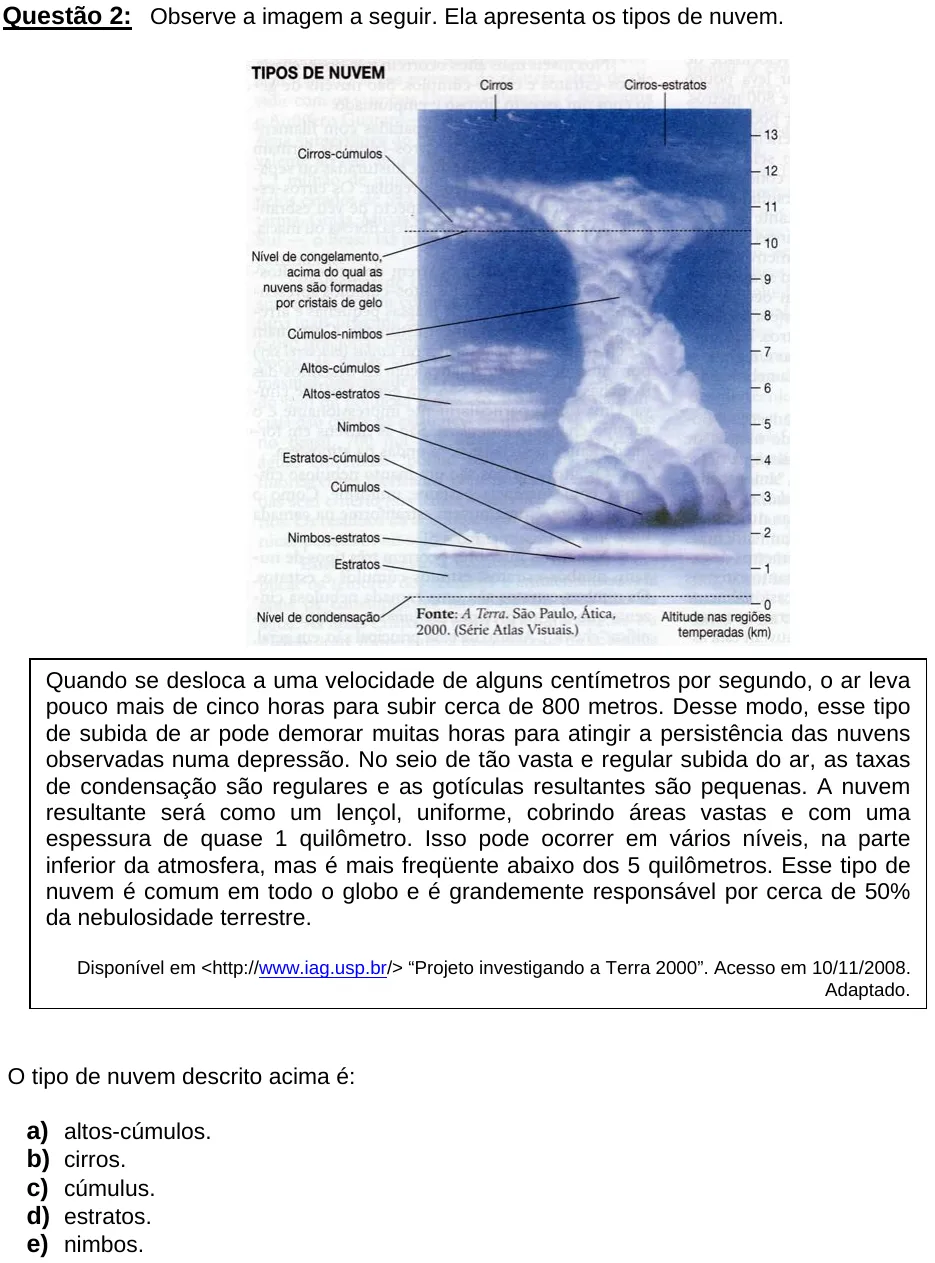 Questão 2: Observe a imagem a seguir. Ela apresenta os tipos de nuvem.
TIPOS DE NUVEM
Cirros
Cirros-estratos
13
Cirros-cúmulos
12
11
10
Nível de congelamento,
acima do qual as
nuvens são formadas
por cristais de gelo
9
8
Cúmulos-nimbos
7
Altos-cúmulos
6
Altos-estratos
5
Nimbos
4
Estratos-cúmulos
3
Cúmulos
2
Nimbos-estratos
1
Estratos
0
Nível de condensação
Fonte: A Terra. São Paulo, Ática,
2000. (Série Atlas Visuais.)
Altitude nas regiões
temperadas (km)
Quando se desloca a uma velocidade de alguns centímetros por segundo, o ar leva
pouco mais de cinco horas para subir cerca de 800 metros. Desse modo, esse tipo
de subida de ar pode demorar muitas horas para atingir a persistência das nuvens
observadas numa depressão. No seio de tão vasta e regular subida do ar, as taxas
de condensação são regulares e as gotículas resultantes são pequenas. A nuvem
resultante será como um lençol, uniforme, cobrindo áreas vastas e com uma
espessura de quase 1 quilômetro. Isso pode ocorrer em vários níveis, na parte
inferior da atmosfera, mas é mais freqüente abaixo dos 5 quilômetros. Esse tipo de
nuvem é comum em todo o globo e é grandemente responsável por cerca de 50%
da nebulosidade terrestre.
Disponível em <http://www.iag.usp.br/> “Projeto investigando a Terra 2000”. Acesso em 10/11/2008.
Adaptado.
O tipo de nuvem descrito acima é:
a) altos-cúmulos.
b) cirros.
c) cúmulus.
d) estratos.
e) nimbos.